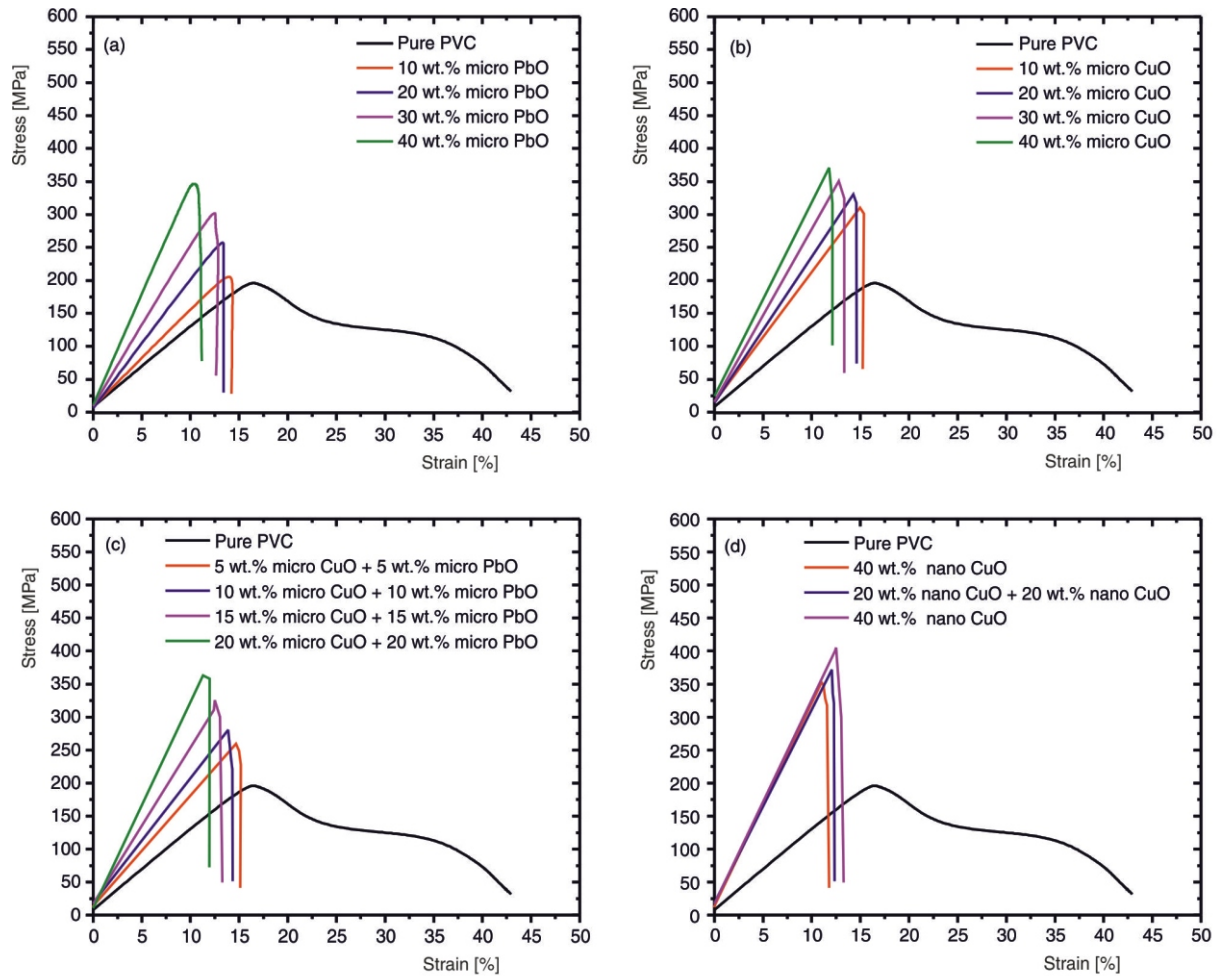 600
550
500
450
400
350
300
250
200
150
100
50
0
Stress [MPa]
(a)
Pure PVC
10 wt.% micro PbO
20 wt.% micro PbO
30 wt.% micro PbO
40 wt.% micro PbO
0 5 10 15 20 25 30 35 40 45 50
Strain [%]
600
550
500
450
400
350
300
250
200
150
100
50
0
Stress [MPa]
(b)
Pure PVC
10 wt.% micro CuO
20 wt.% micro CuO
30 wt.% micro CuO
40 wt.% micro CuO
0 5 10 15 20 25 30 35 40 45 50
Strain [%]
600
550
500
450
400
350
300
250
200
150
100
50
0
Stress [MPa]
(c)
Pure PVC
5 wt.% micro CuO + 5 wt.% micro PbO
10 wt.% micro CuO + 10 wt.% micro PbO
15 wt.% micro CuO + 15 wt.% micro PbO
20 wt.% micro CuO + 20 wt.% micro PbO
0 5 10 15 20 25 30 35 40 45 50
Strain [%]
600
550
500
450
400
350
300
250
200
150
100
50
0
Stress [MPa]
(d)
Pure PVC
40 wt.% nano CuO
20 wt.% nano CuO + 20 wt.% nano CuO
40 wt.% nano CuO
0 5 10 15 20 25 30 35 40 45 50
Strain [%]